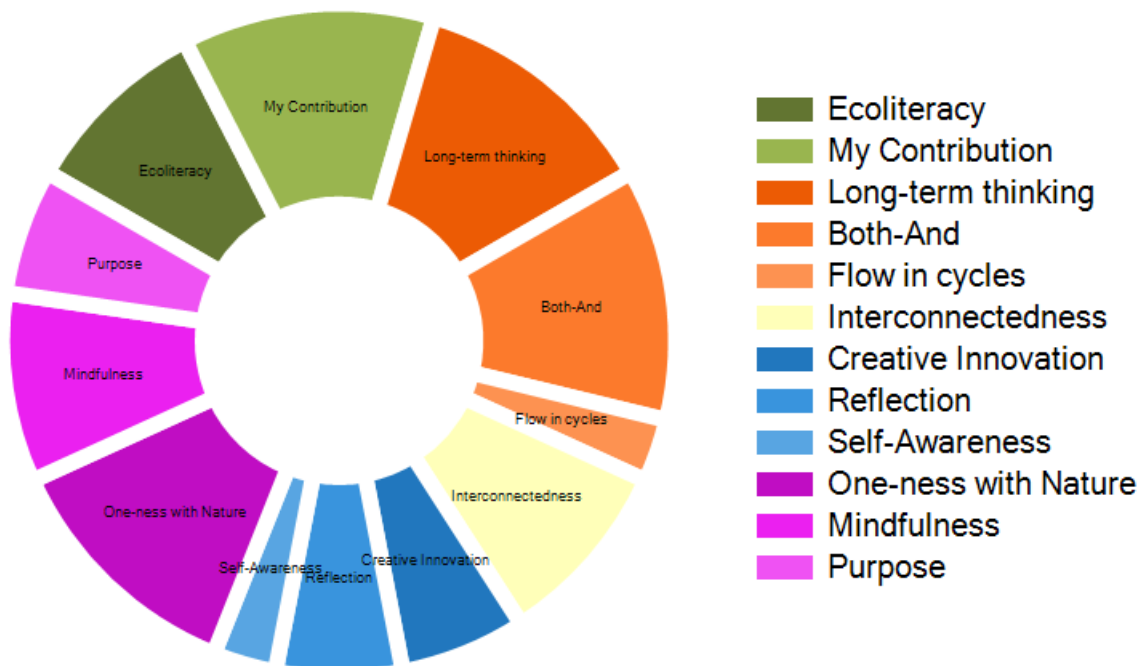 My Contribution
Long-term thinking
Ecoliteracy
Purpose
Both-And
Mindfulness
Flow in cycles
Interconnectedness
One-ness with Nature
Creative Innovation
Self-Awareness
Reflection
Ecoliteracy
My Contribution
Long-term thinking
Both-And
Flow in cycles
Interconnectedness
Creative Innovation
Reflection
Self-Awareness
One-ness with Nature
Mindfulness
Purpose